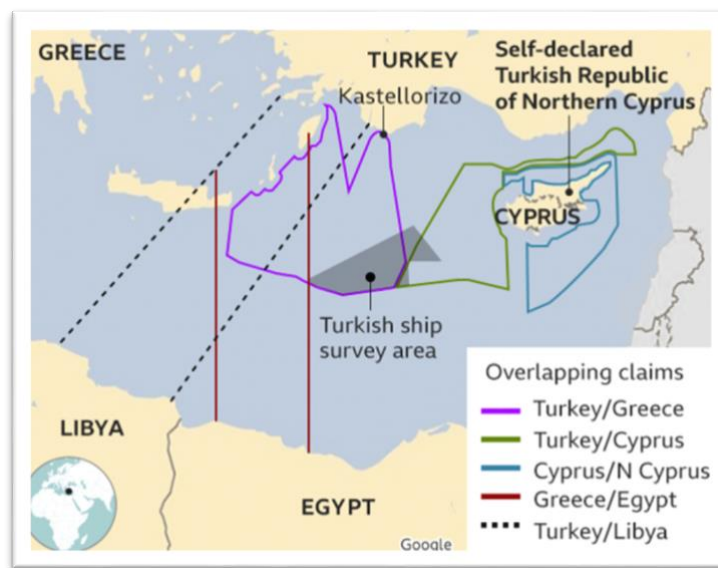 GREECE
TURKEY
Kastellorizo
Self-declared
Turkish Republic
of Northern Cyprus
CYPRUS
Turkish ship
survey area
LIBYA
EGYPT
Google
Overlapping claims
Turkey/Greece
Turkey/Cyprus
Cyprus/N Cyprus
Greece/Egypt
Turkey/Libya